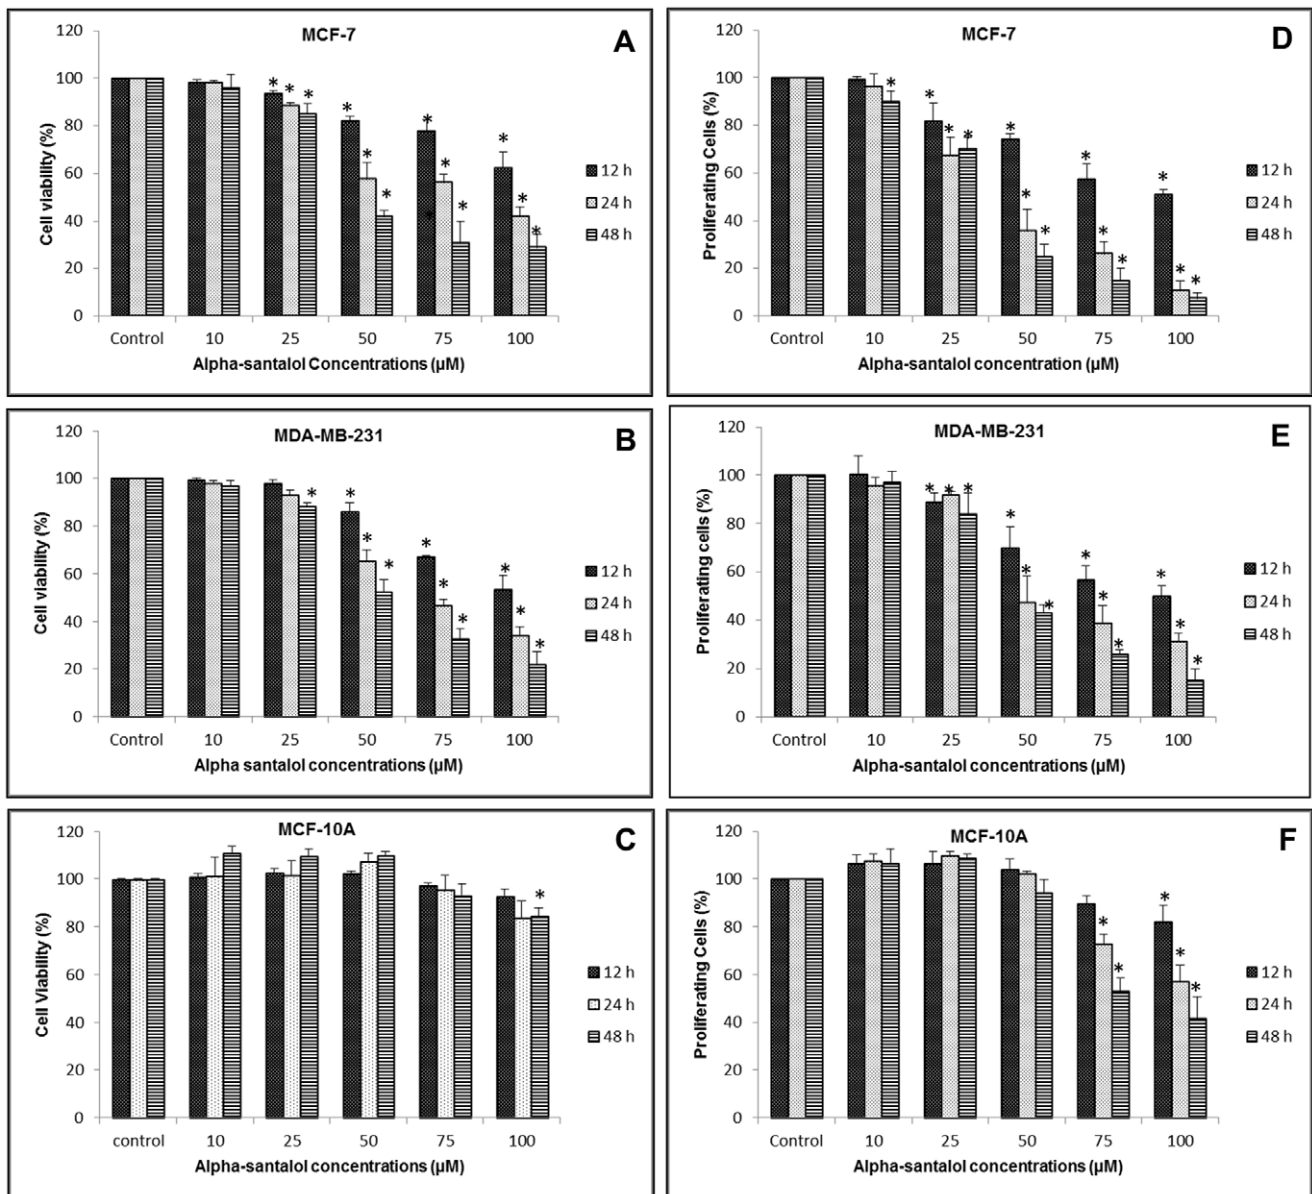 MCF-7
A
120
100
80
60
40
20
0
Cell viability (%)
* * * * * * * * * * * * *
12 h
24 h
48 h
Control 10 25 50 75 100
Alpha-santalol Concentrations (µM)
MCF-7
D
120
100
80
60
40
20
0
Proliferating Cells (%)
* * * * * * * * * * * * *
12 h
24 h
48 h
Control 10 25 50 75 100
Alpha-santalol concentration (µM)
MDA-MB-231
B
120
100
80
60
40
20
0
Cell viability (%)
* * * * * * * * * *
12 h
24 h
48 h
Control 10 25 50 75 100
Alpha santalol concentrations (µM)
MDA-MB-231
E
120
100
80
60
40
20
0
Proliferating cells (%)
* * * * * * * * * * * *
12 h
24 h
48 h
Control 10 25 50 75 100
Alpha-santalol concentrations (µM)
MCF-10A
C
120
100
80
60
40
20
0
Cell Viability (%)
*
12 h
24 h
48 h
control 10 25 50 75 100
Alpha-santalol concentrations (µM)
MCF-10A
F
120
100
80
60
40
20
0
Proliferating Cells (%)
* * * * *
12 h
24 h
48 h
Control 10 25 50 75 100
Alpha-santalol concentrations (µM)